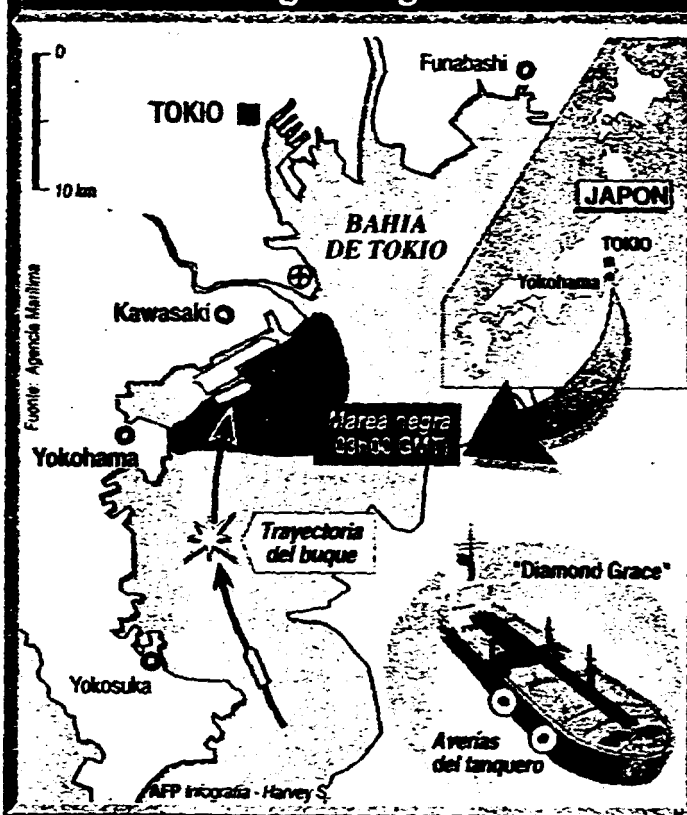 0
10 km
Funabashi
TOKIO
BAHIA
DE TOKIO
JAPON
TOKIO
Yokohama
Kawasaki
Fuente: Agencia Marítima
Marea negra
03h00 GMT
Yokohama
Trayectoria
del buque
"Diamond Grace"
Yokosuka
Averías
del tanquero
AFP Infografía - Harvey S.